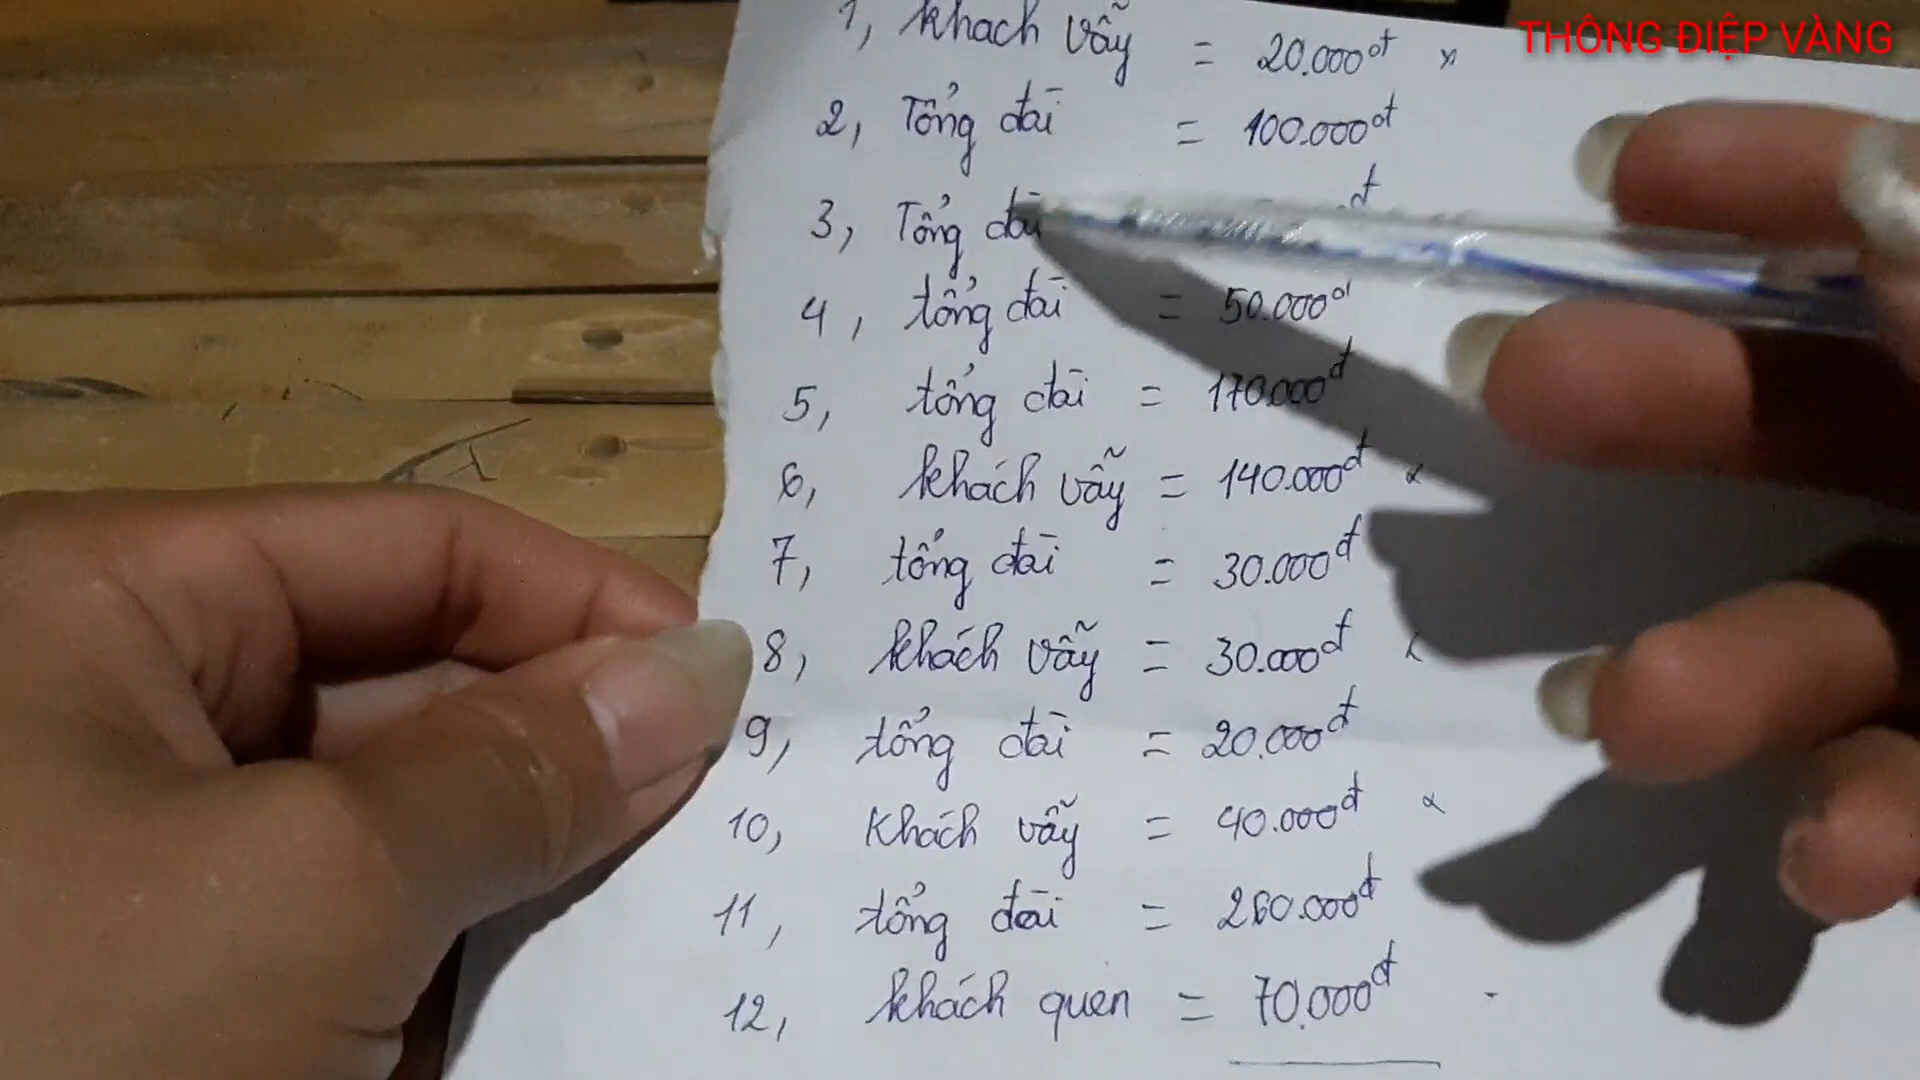 THÔNG ĐIỆP VÀNG
1, khach vẫy = 20.000đ x
2, Tổng đài = 100.000đ
3, Tổng đài đ
4, tổng đài = 50.000đ
5, tổng đài = 170.000đ
6, khách vẫy = 140.000đ x
7, tổng đài = 30.000đ
8, khách vẫy = 30.000đ x
9, tổng đài = 20.000đ
10, Khách vẫy = 40.000đ x
11, tổng đài = 260.000đ
12, khách quen = 70.000đ